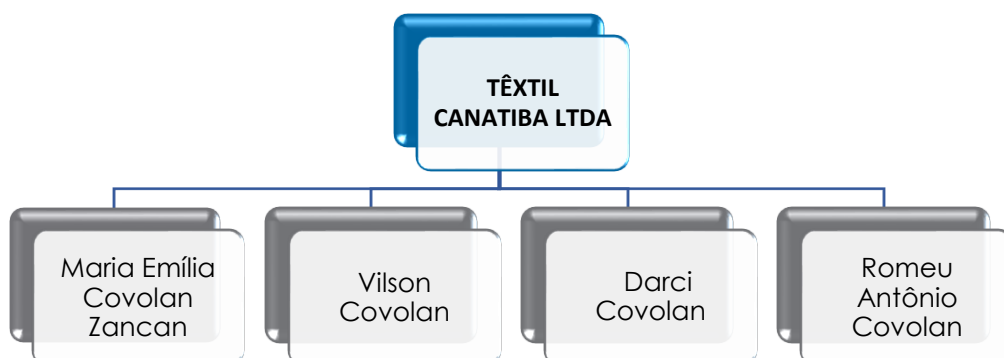 TÊXTIL
CANATIBA LTDA
Maria Emília
Covolan
Zancan
Vilson
Covolan
Darci
Covolan
Romeu
Antônio
Covolan